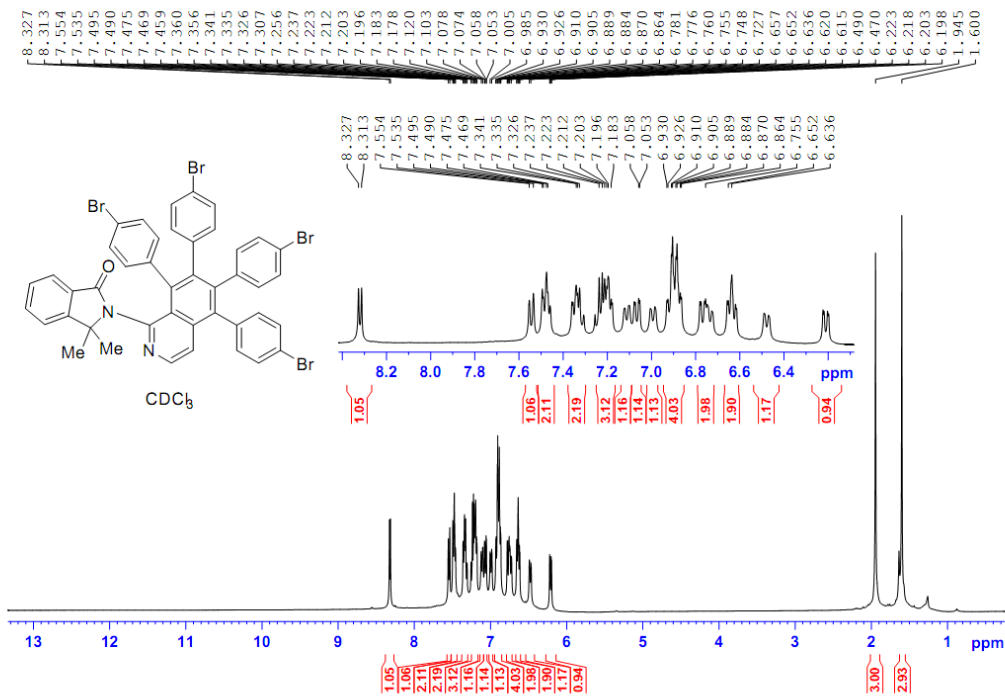 8.327 8.313 7.554 7.535 7.495 7.490 7.475 7.469 7.459 7.360 7.356 7.341 7.335 7.326 7.307 7.256 7.237 7.223 7.212 7.203 7.196 7.183 7.178 7.120 7.103 7.078 7.074 7.058 7.053 7.005 6.985 6.930 6.926 6.910 6.905 6.889 6.884 6.870 6.864 6.781 6.776 6.760 6.755 6.748 6.727 6.657 6.652 6.636 6.620 6.615 6.490 6.470 6.223 6.218 6.203 6.198 1.945 1.600
8.327 8.313 7.554 7.535 7.495 7.490 7.475 7.469 7.341 7.335 7.326 7.237 7.223 7.212 7.203 7.196 7.183 7.058 7.053 6.930 6.926 6.910 6.905 6.889 6.884 6.870 6.864 6.755 6.652 6.636
Br
Br
Br
O
N
Br
Me Me
N
CDCl3
8.2 8.0 7.8 7.6 7.4 7.2 7.0 6.8 6.6 6.4 ppm
1.05 1.06 2.11 2.19 3.12 1.16 1.14 1.13 4.03 1.98 1.90 1.17 0.94
13 12 11 10 9 8 7 6 5 4 3 2 1 ppm
1.05 1.06 2.11 2.19 3.12 1.16 1.14 1.13 4.03 1.98 1.90 1.17 0.94 3.00 2.93